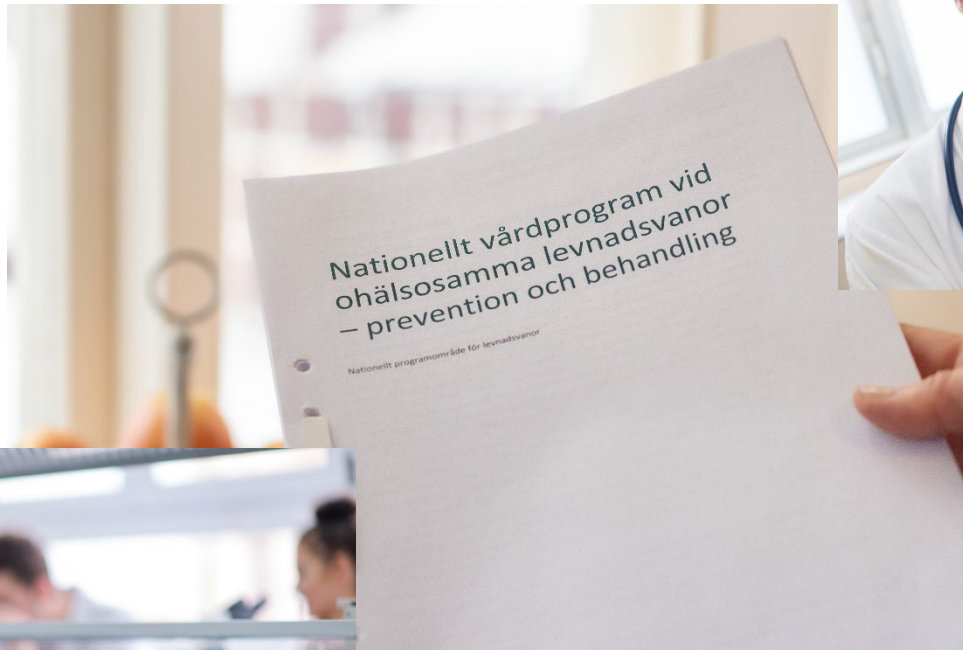 Nationellt vårdprogram vid
ohälsosamma levnadsvanor
– prevention och behandling
Nationellt programområde för levnadsvanor